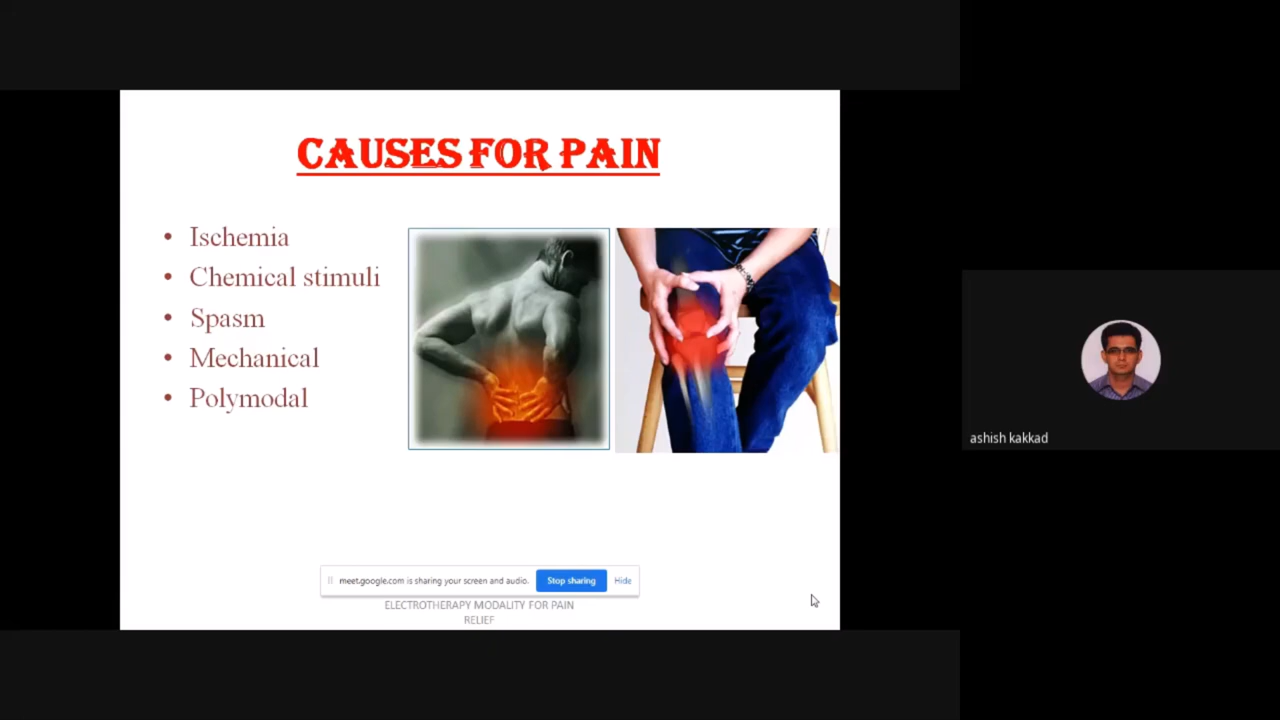 CAUSES FOR PAIN
• Ischemia
• Chemical stimuli
• Spasm
• Mechanical
• Polymodal
meet.google.com is sharing your screen and audio. Stop sharing Hide
ELECTROTHERAPY MODALITY FOR PAIN
RELIEF
ashish kakkad